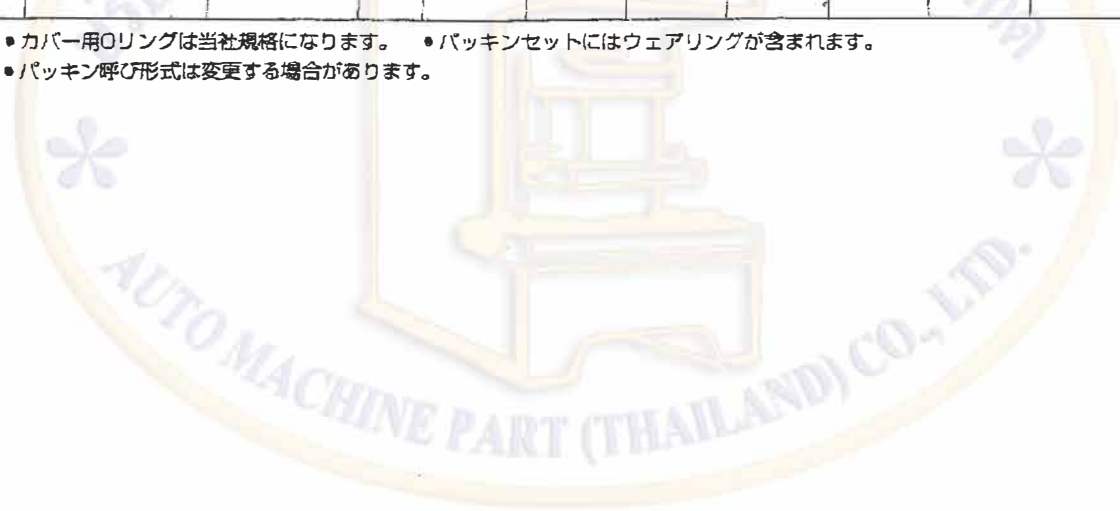 ● カバー用Oリングは当社規格になります。 ● パッキンセットにはウェアリングが含まれます。
● パッキン呼び形式は変更する場合があります。
AUTO MACHINE PART (THAILAND) CO., LTD.